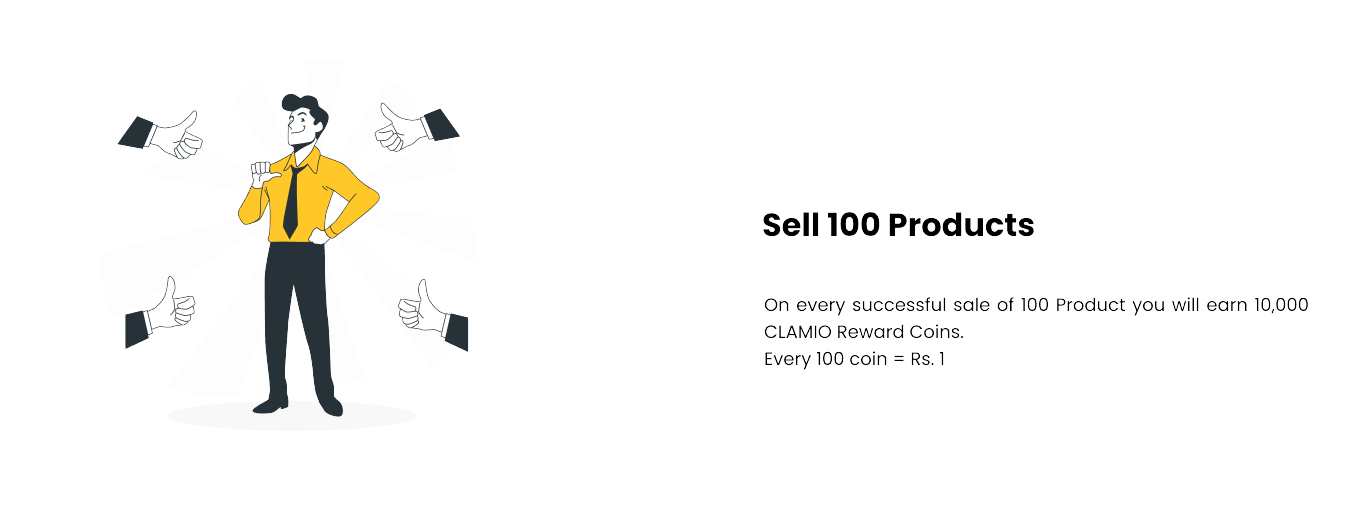 Sell 100 Products
On every successful sale of 100 Product you will earn 10,000
CLAMIO Reward Coins.
Every 100 coin = Rs. 1